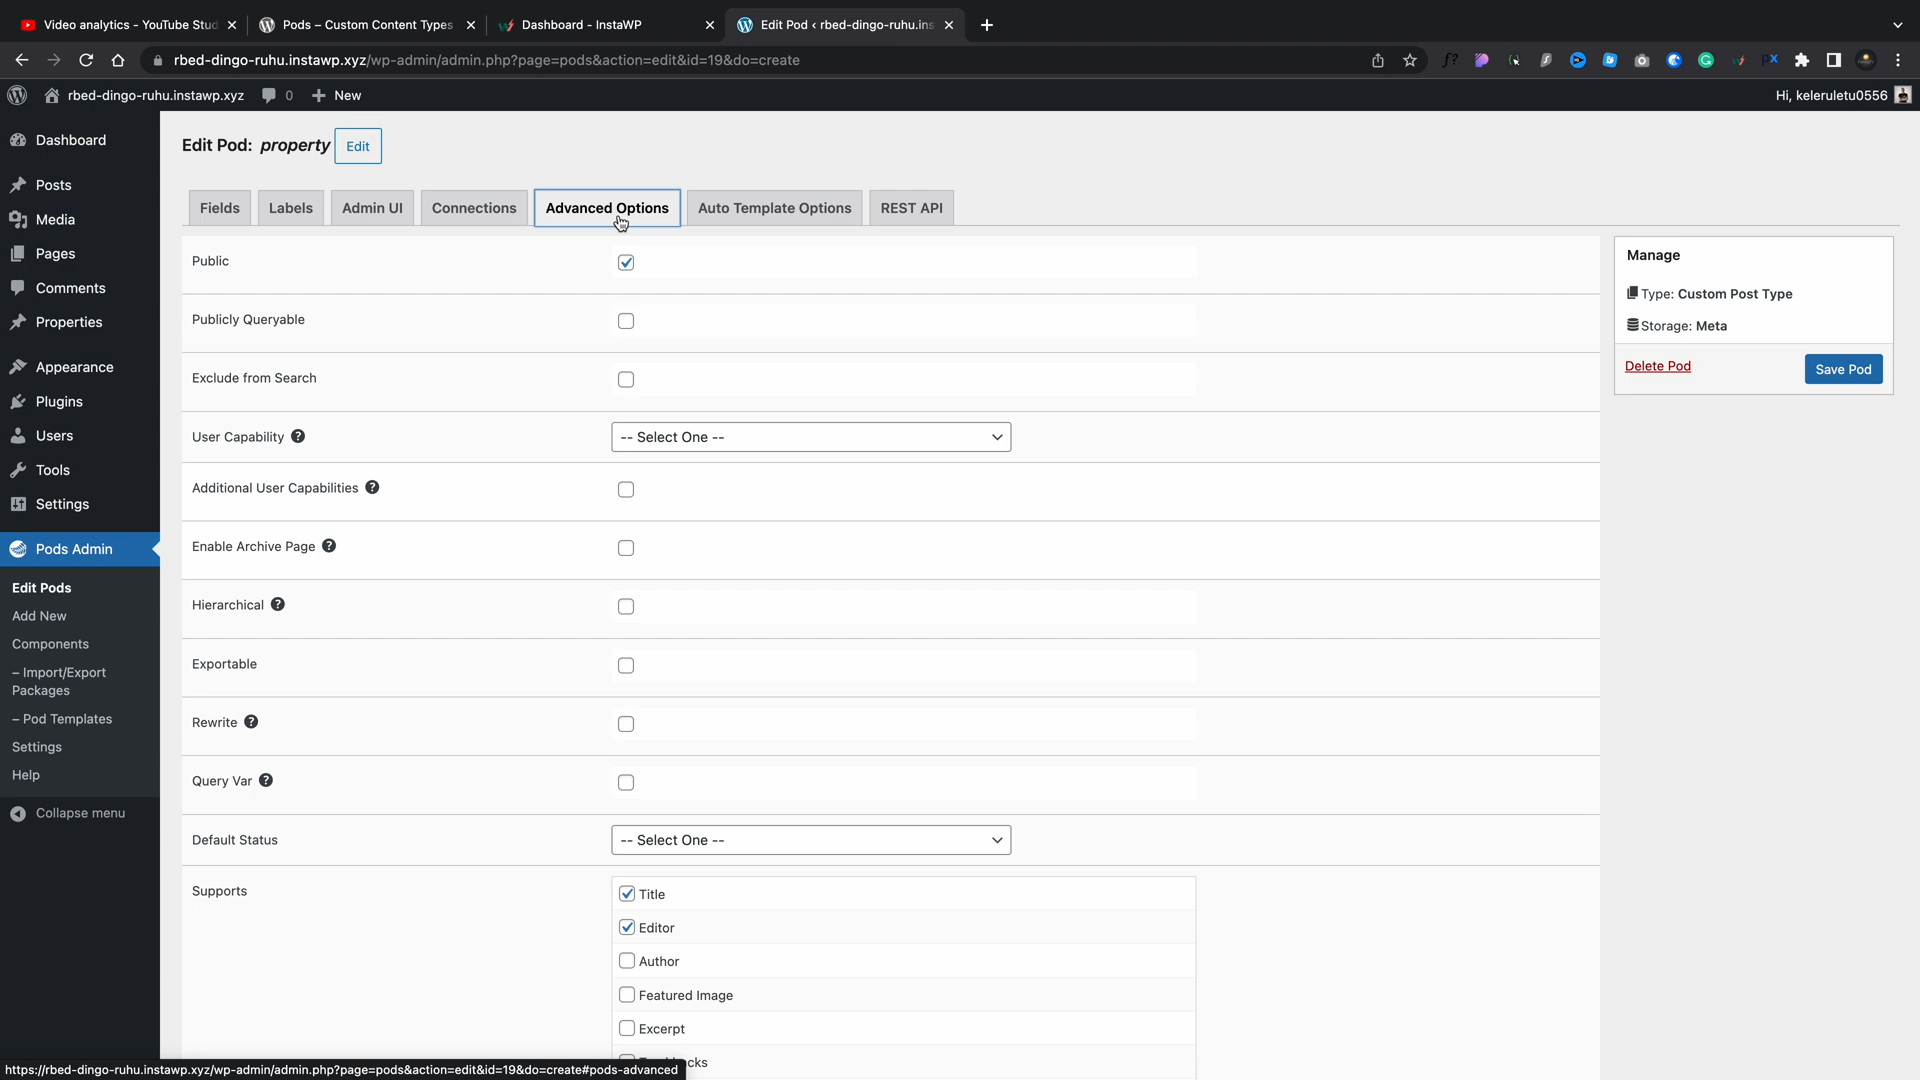 Video analytics - YouTube Stud
Pods – Custom Content Types
Dashboard - InstaWP
Edit Pod ‹ rbed-dingo-ruhu.ins
rbed-dingo-ruhu.instawp.xyz/wp-admin/admin.php?page=pods&action=edit&id=19&do=create
rbed-dingo-ruhu.instawp.xyz
0
New
Hi, keleruletu0556
Dashboard
Posts
Media
Pages
Comments
Properties
Appearance
Plugins
Users
Tools
Settings
Pods Admin
Edit Pods
Add New
Components
– Import/Export
Packages
– Pod Templates
Settings
Help
Collapse menu
Edit Pod: property Edit
Fields
Labels
Admin UI
Connections
Advanced Options
Auto Template Options
REST API
Public
Publicly Queryable
Exclude from Search
User Capability ?
-- Select One --
Additional User Capabilities ?
Enable Archive Page ?
Hierarchical ?
Exportable
Rewrite ?
Query Var ?
Default Status
-- Select One --
Supports
Title
Editor
Author
Featured Image
Excerpt
Manage
Type: Custom Post Type
Storage: Meta
Delete Pod
Save Pod
https://rbed-dingo-ruhu.instawp.xyz/wp-admin/admin.php?page=pods&action=edit&id=19&do=create#pods-advanced